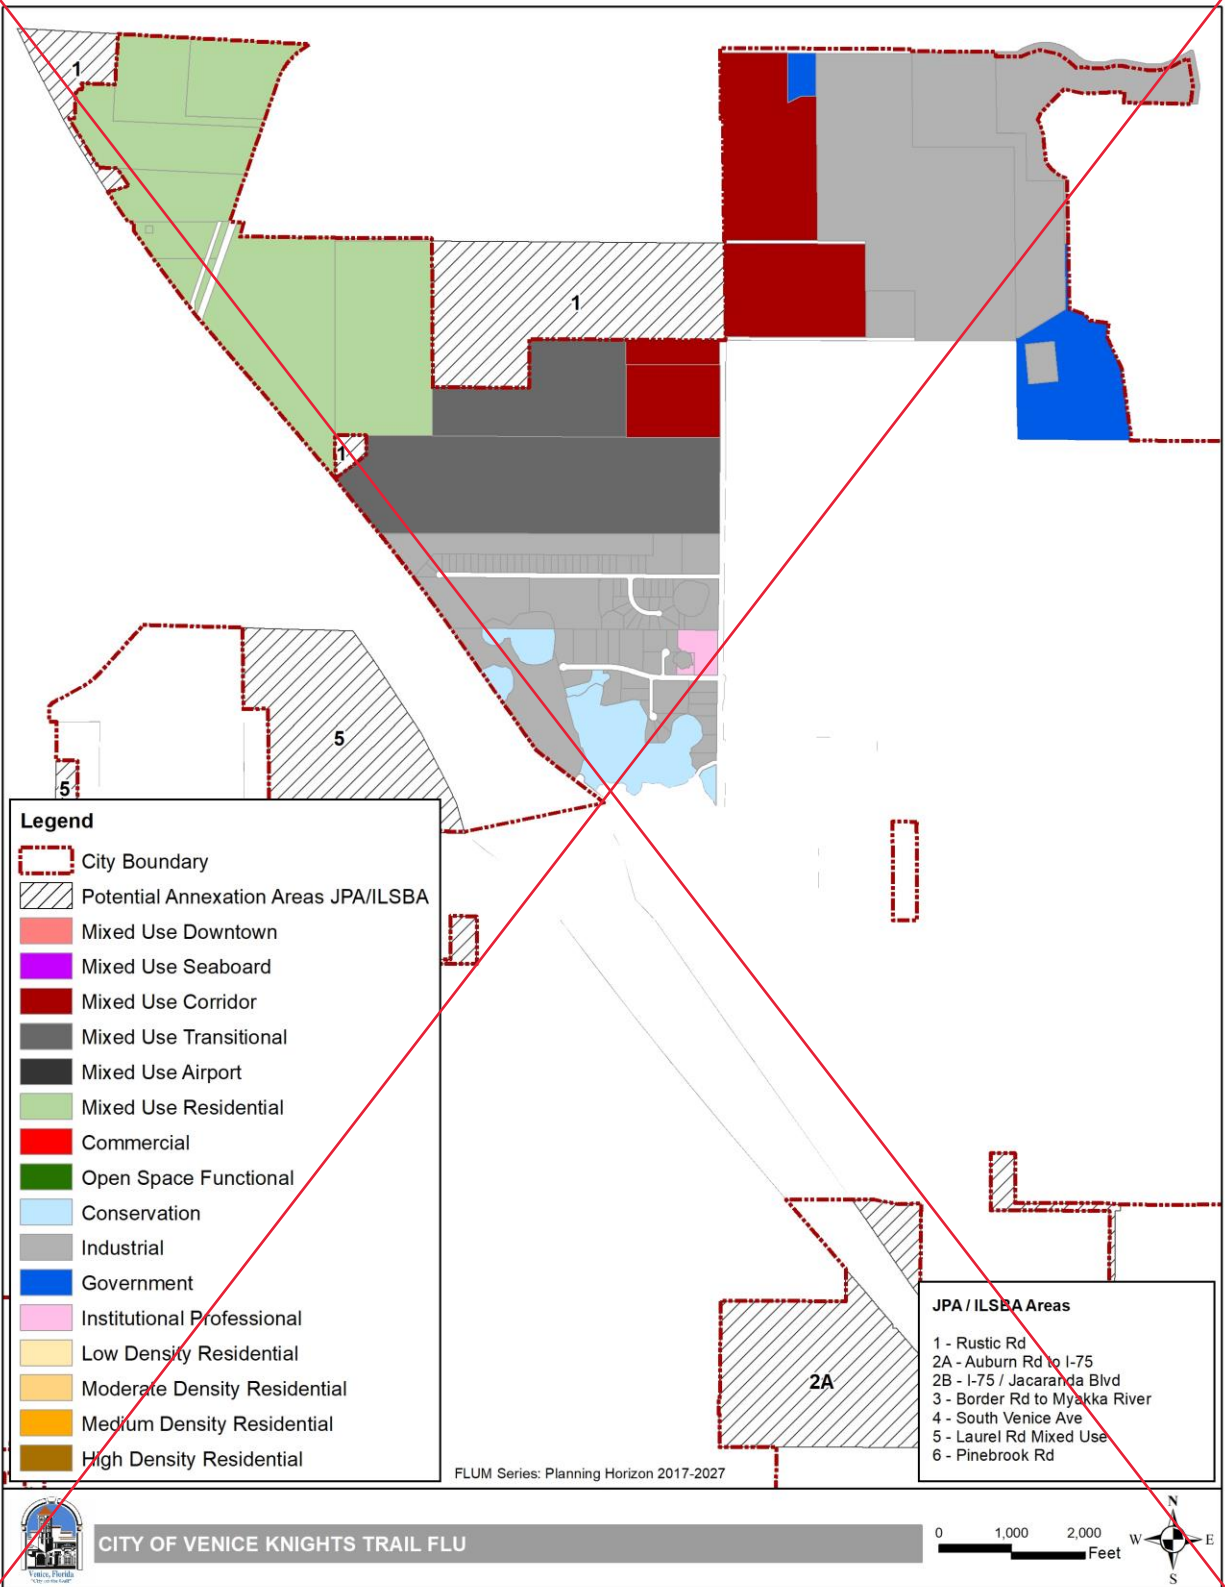 1
1
1
5
5
Legend
City Boundary
Potential Annexation Areas JPA/ILSBA
Mixed Use Downtown
Mixed Use Seaboard
Mixed Use Corridor
Mixed Use Transitional
Mixed Use Airport
Mixed Use Residential
Commercial
Open Space Functional
Conservation
Industrial
Government
Institutional Professional
Low Density Residential
Moderate Density Residential
Medium Density Residential
High Density Residential
2A
JPA / ILSBA Areas
1 - Rustic Rd
2A - Auburn Rd to I-75
2B - I-75 / Jacaranda Blvd
3 - Border Rd to Myakka River
4 - South Venice Ave
5 - Laurel Rd Mixed Use
6 - Pinebrook Rd
FLUM Series: Planning Horizon 2017-2027
Venice, Florida
"City on the Gulf"
CITY OF VENICE KNIGHTS TRAIL FLU
0 1,000 2,000
Feet
N
W E
S